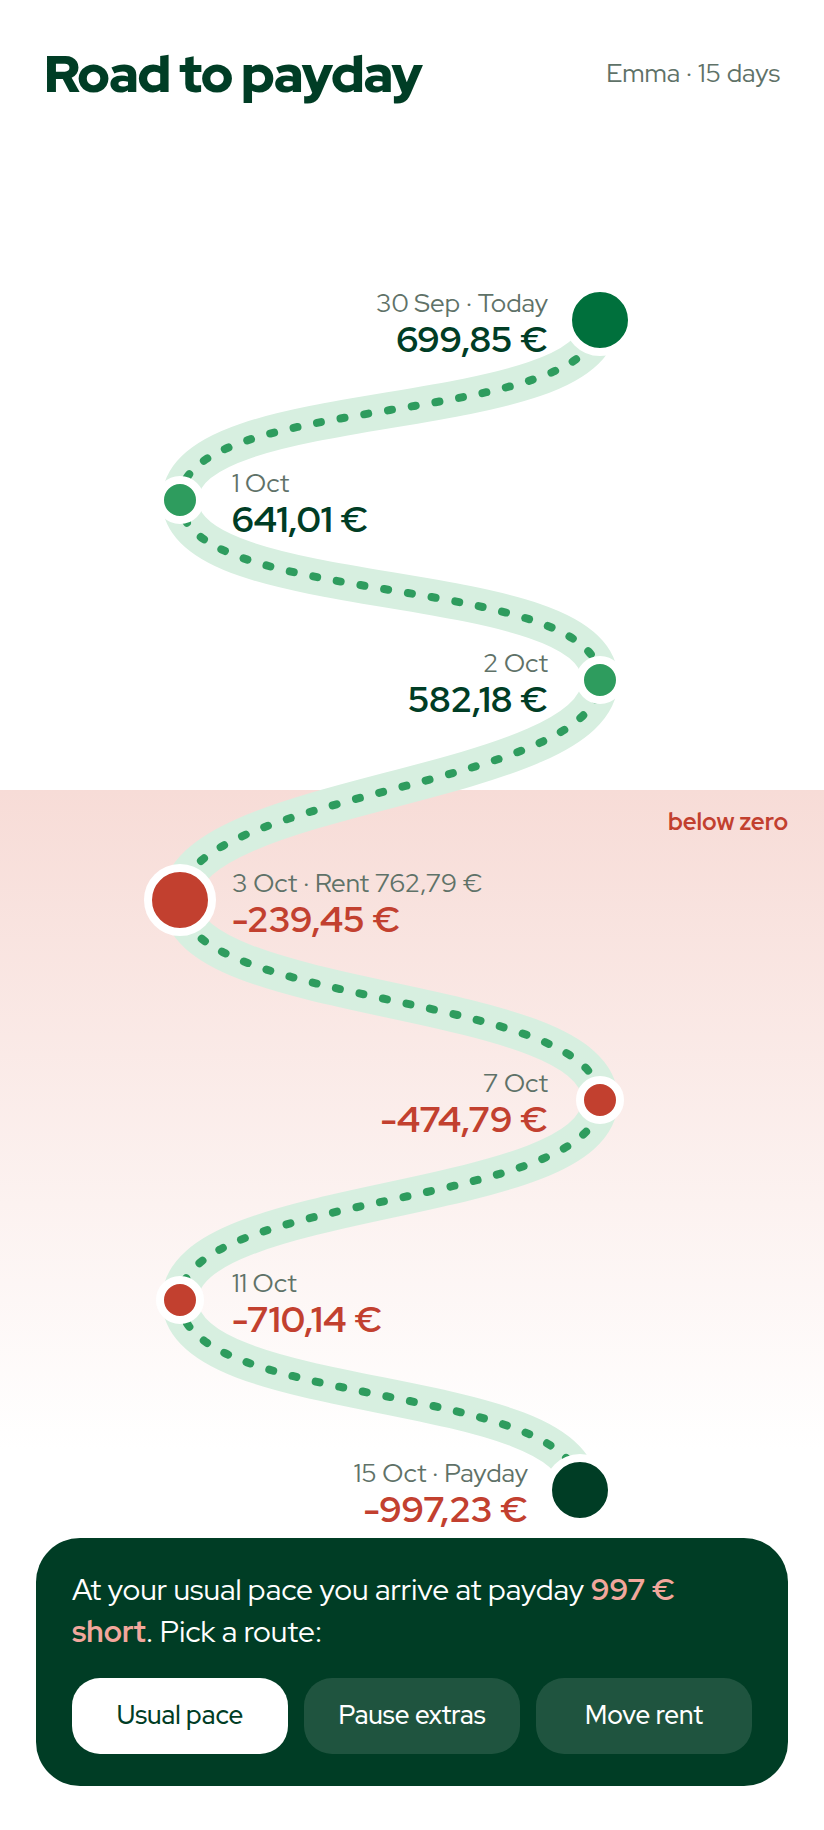 Road to payday
Emma · 15 days
30 Sep · Today
699,85 €
1 Oct
641,01 €
2 Oct
582,18 €
below zero
3 Oct · Rent 762,79 €
-239,45 €
7 Oct
-474,79 €
11 Oct
-710,14 €
15 Oct · Payday
-997,23 €
At your usual pace you arrive at payday 997 €
short. Pick a route:
Usual pace
Pause extras
Move rent